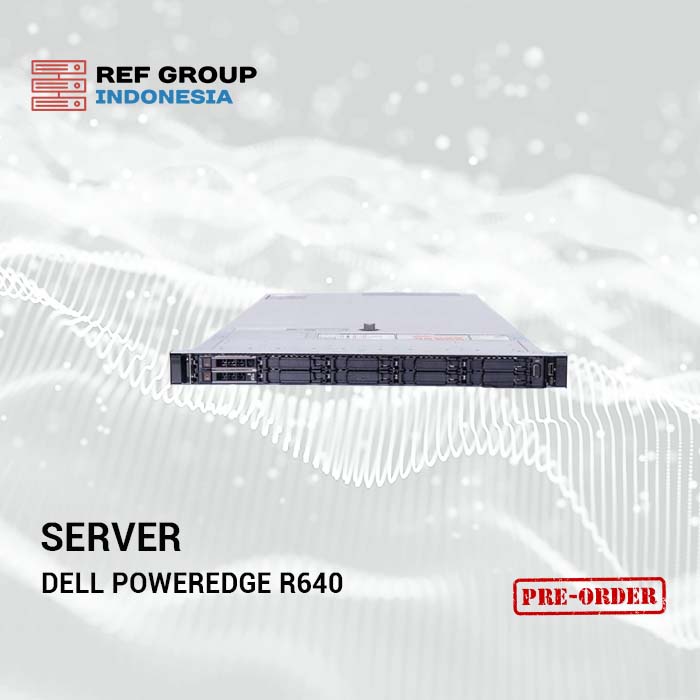 REF GROUP
INDONESIA
SERVER
DELL POWEREDGE R640
PRE-ORDER